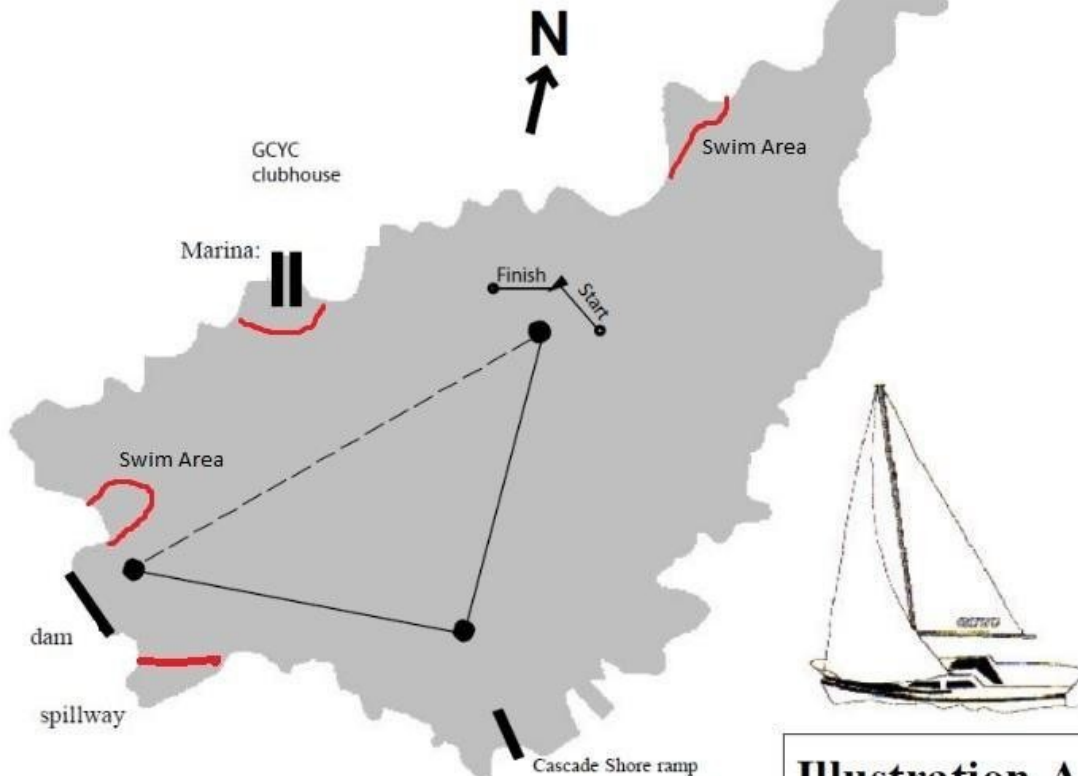 N
Swim Area
GCYC
clubhouse
Marina:
Finish
Start
Swim Area
dam
spillway
Cascade Shore ramp
Illustration A